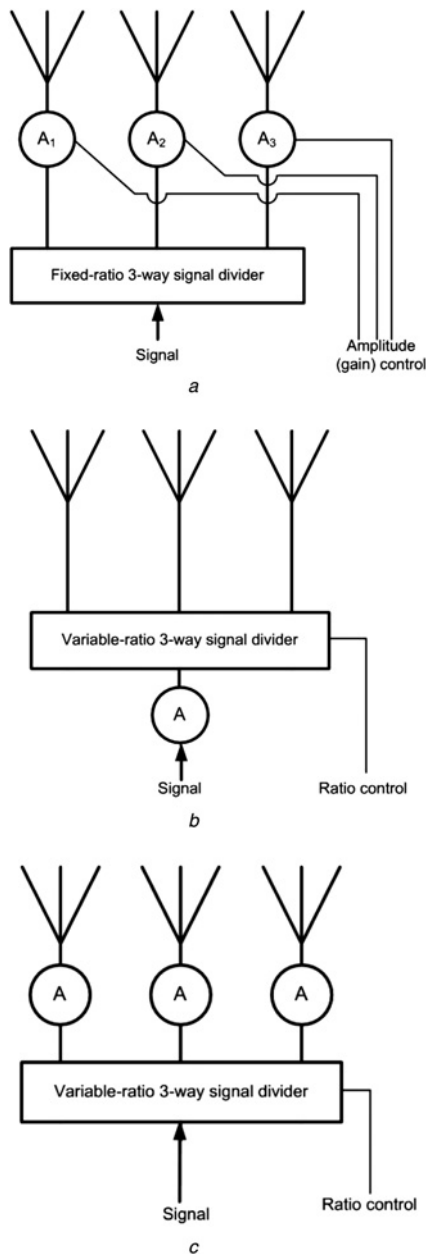 A₁ A₂ A₃
Fixed-ratio 3-way signal divider
Signal
Amplitude
(gain) control
a
Variable-ratio 3-way signal divider
A
Signal
Ratio control
b
A A A
Variable-ratio 3-way signal divider
Signal
Ratio control
c